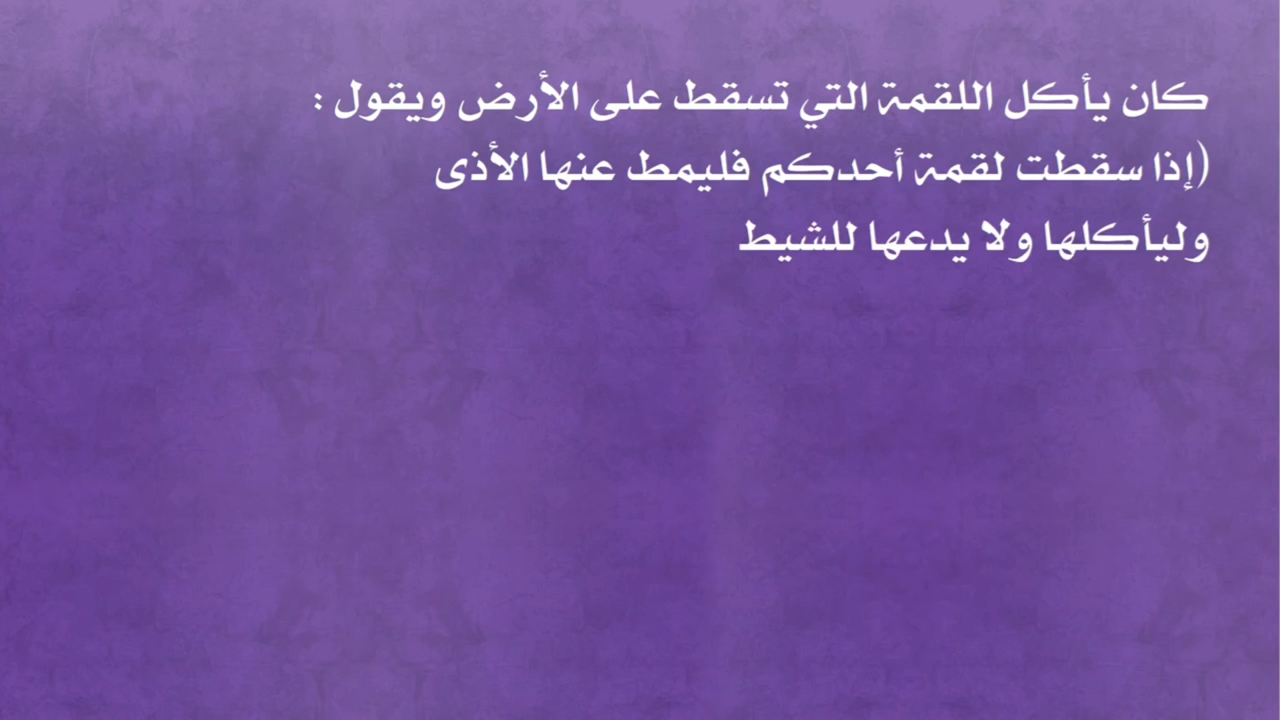 كان يأكل اللقمة التي تسقط على الأرض ويقول :
(إذا سقطت لقمة أحدكم فليمط عنها الأذى
وليأكلها ولا يدعها للشيط